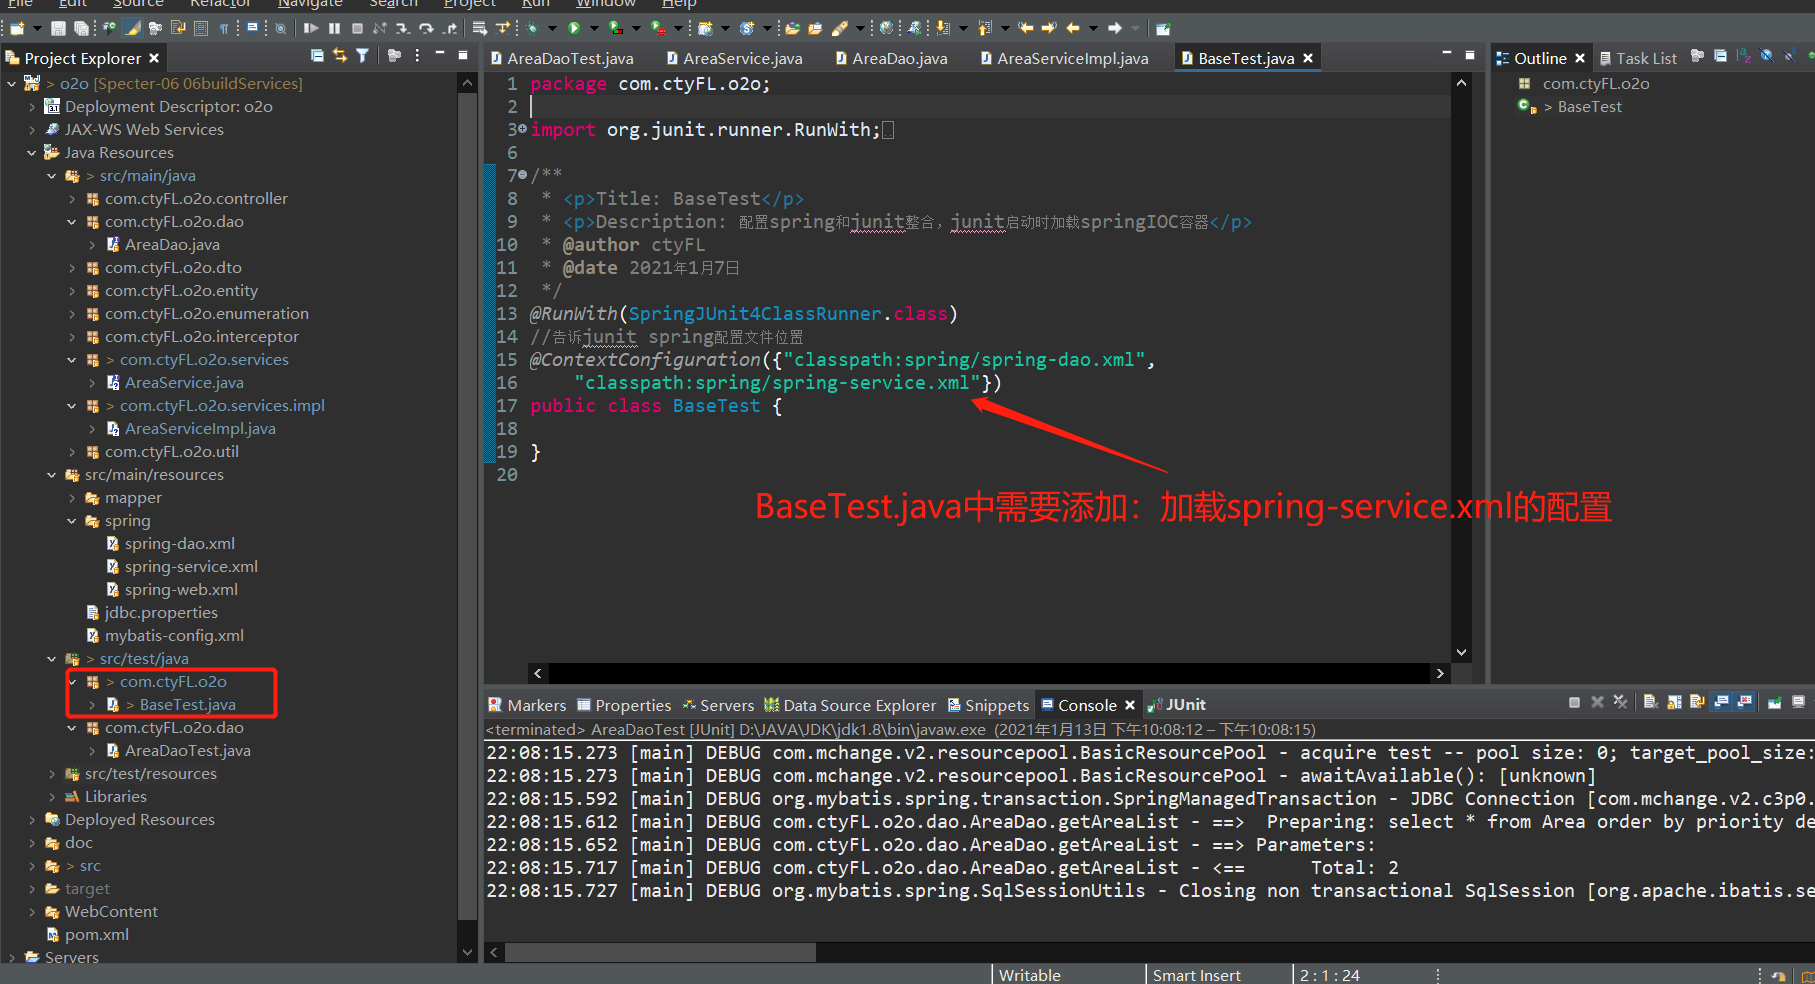 File Edit Source Refactor Navigate Search Project Run Window Help
Project Explorer
o2o [Specter-06 06buildServices]
Deployment Descriptor: o2o
JAX-WS Web Services
Java Resources
> src/main/java
com.ctyFL.o2o.controller
com.ctyFL.o2o.dao
AreaDao.java
com.ctyFL.o2o.dto
com.ctyFL.o2o.entity
com.ctyFL.o2o.enumeration
com.ctyFL.o2o.interceptor
> com.ctyFL.o2o.services
AreaService.java
> com.ctyFL.o2o.services.impl
AreaServiceImpl.java
com.ctyFL.o2o.util
src/main/resources
mapper
spring
spring-dao.xml
spring-service.xml
spring-web.xml
jdbc.properties
mybatis-config.xml
> src/test/java
> com.ctyFL.o2o
> BaseTest.java
com.ctyFL.o2o.dao
AreaDaoTest.java
src/test/resources
Libraries
Deployed Resources
doc
> src
target
WebContent
pom.xml
Servers
AreaDaoTest.java AreaService.java AreaDao.java AreaServiceImpl.java BaseTest.java
1 package com.ctyFL.o2o;
2
3 import org.junit.runner.RunWith;
6
7 /**
8 * <p>Title: BaseTest</p>
9 * <p>Description: 配置spring和junit整合，junit启动时加载springIOC容器</p>
10 * @author ctyFL
11 * @date 2021年1月7日
12 */
13 @RunWith(SpringJUnit4ClassRunner.class)
14 //告诉junit spring配置文件位置
15 @ContextConfiguration({"classpath:spring/spring-dao.xml",
16 "classpath:spring/spring-service.xml"})
17 public class BaseTest {
18
19 }
20
BaseTest.java中需要添加：加载spring-service.xml的配置
Outline Task List
com.ctyFL.o2o
> BaseTest
Markers Properties Servers Data Source Explorer Snippets Console JUnit
<terminated> AreaDaoTest [JUnit] D:\JAVA\JDK\jdk1.8\bin\javaw.exe (2021年1月13日 下午10:08:12 – 下午10:08:15)
22:08:15.273 [main] DEBUG com.mchange.v2.resourcepool.BasicResourcePool - acquire test -- pool size: 0; target_pool_size:
22:08:15.273 [main] DEBUG com.mchange.v2.resourcepool.BasicResourcePool - awaitAvailable(): [unknown]
22:08:15.592 [main] DEBUG org.mybatis.spring.transaction.SpringManagedTransaction - JDBC Connection [com.mchange.v2.c3p0.
22:08:15.612 [main] DEBUG com.ctyFL.o2o.dao.AreaDao.getAreaList - ==>  Preparing: select * from Area order by priority de
22:08:15.652 [main] DEBUG com.ctyFL.o2o.dao.AreaDao.getAreaList - ==> Parameters:
22:08:15.717 [main] DEBUG com.ctyFL.o2o.dao.AreaDao.getAreaList - <==      Total: 2
22:08:15.727 [main] DEBUG org.mybatis.spring.SqlSessionUtils - Closing non transactional SqlSession [org.apache.ibatis.se
Writable Smart Insert 2 : 1 : 24